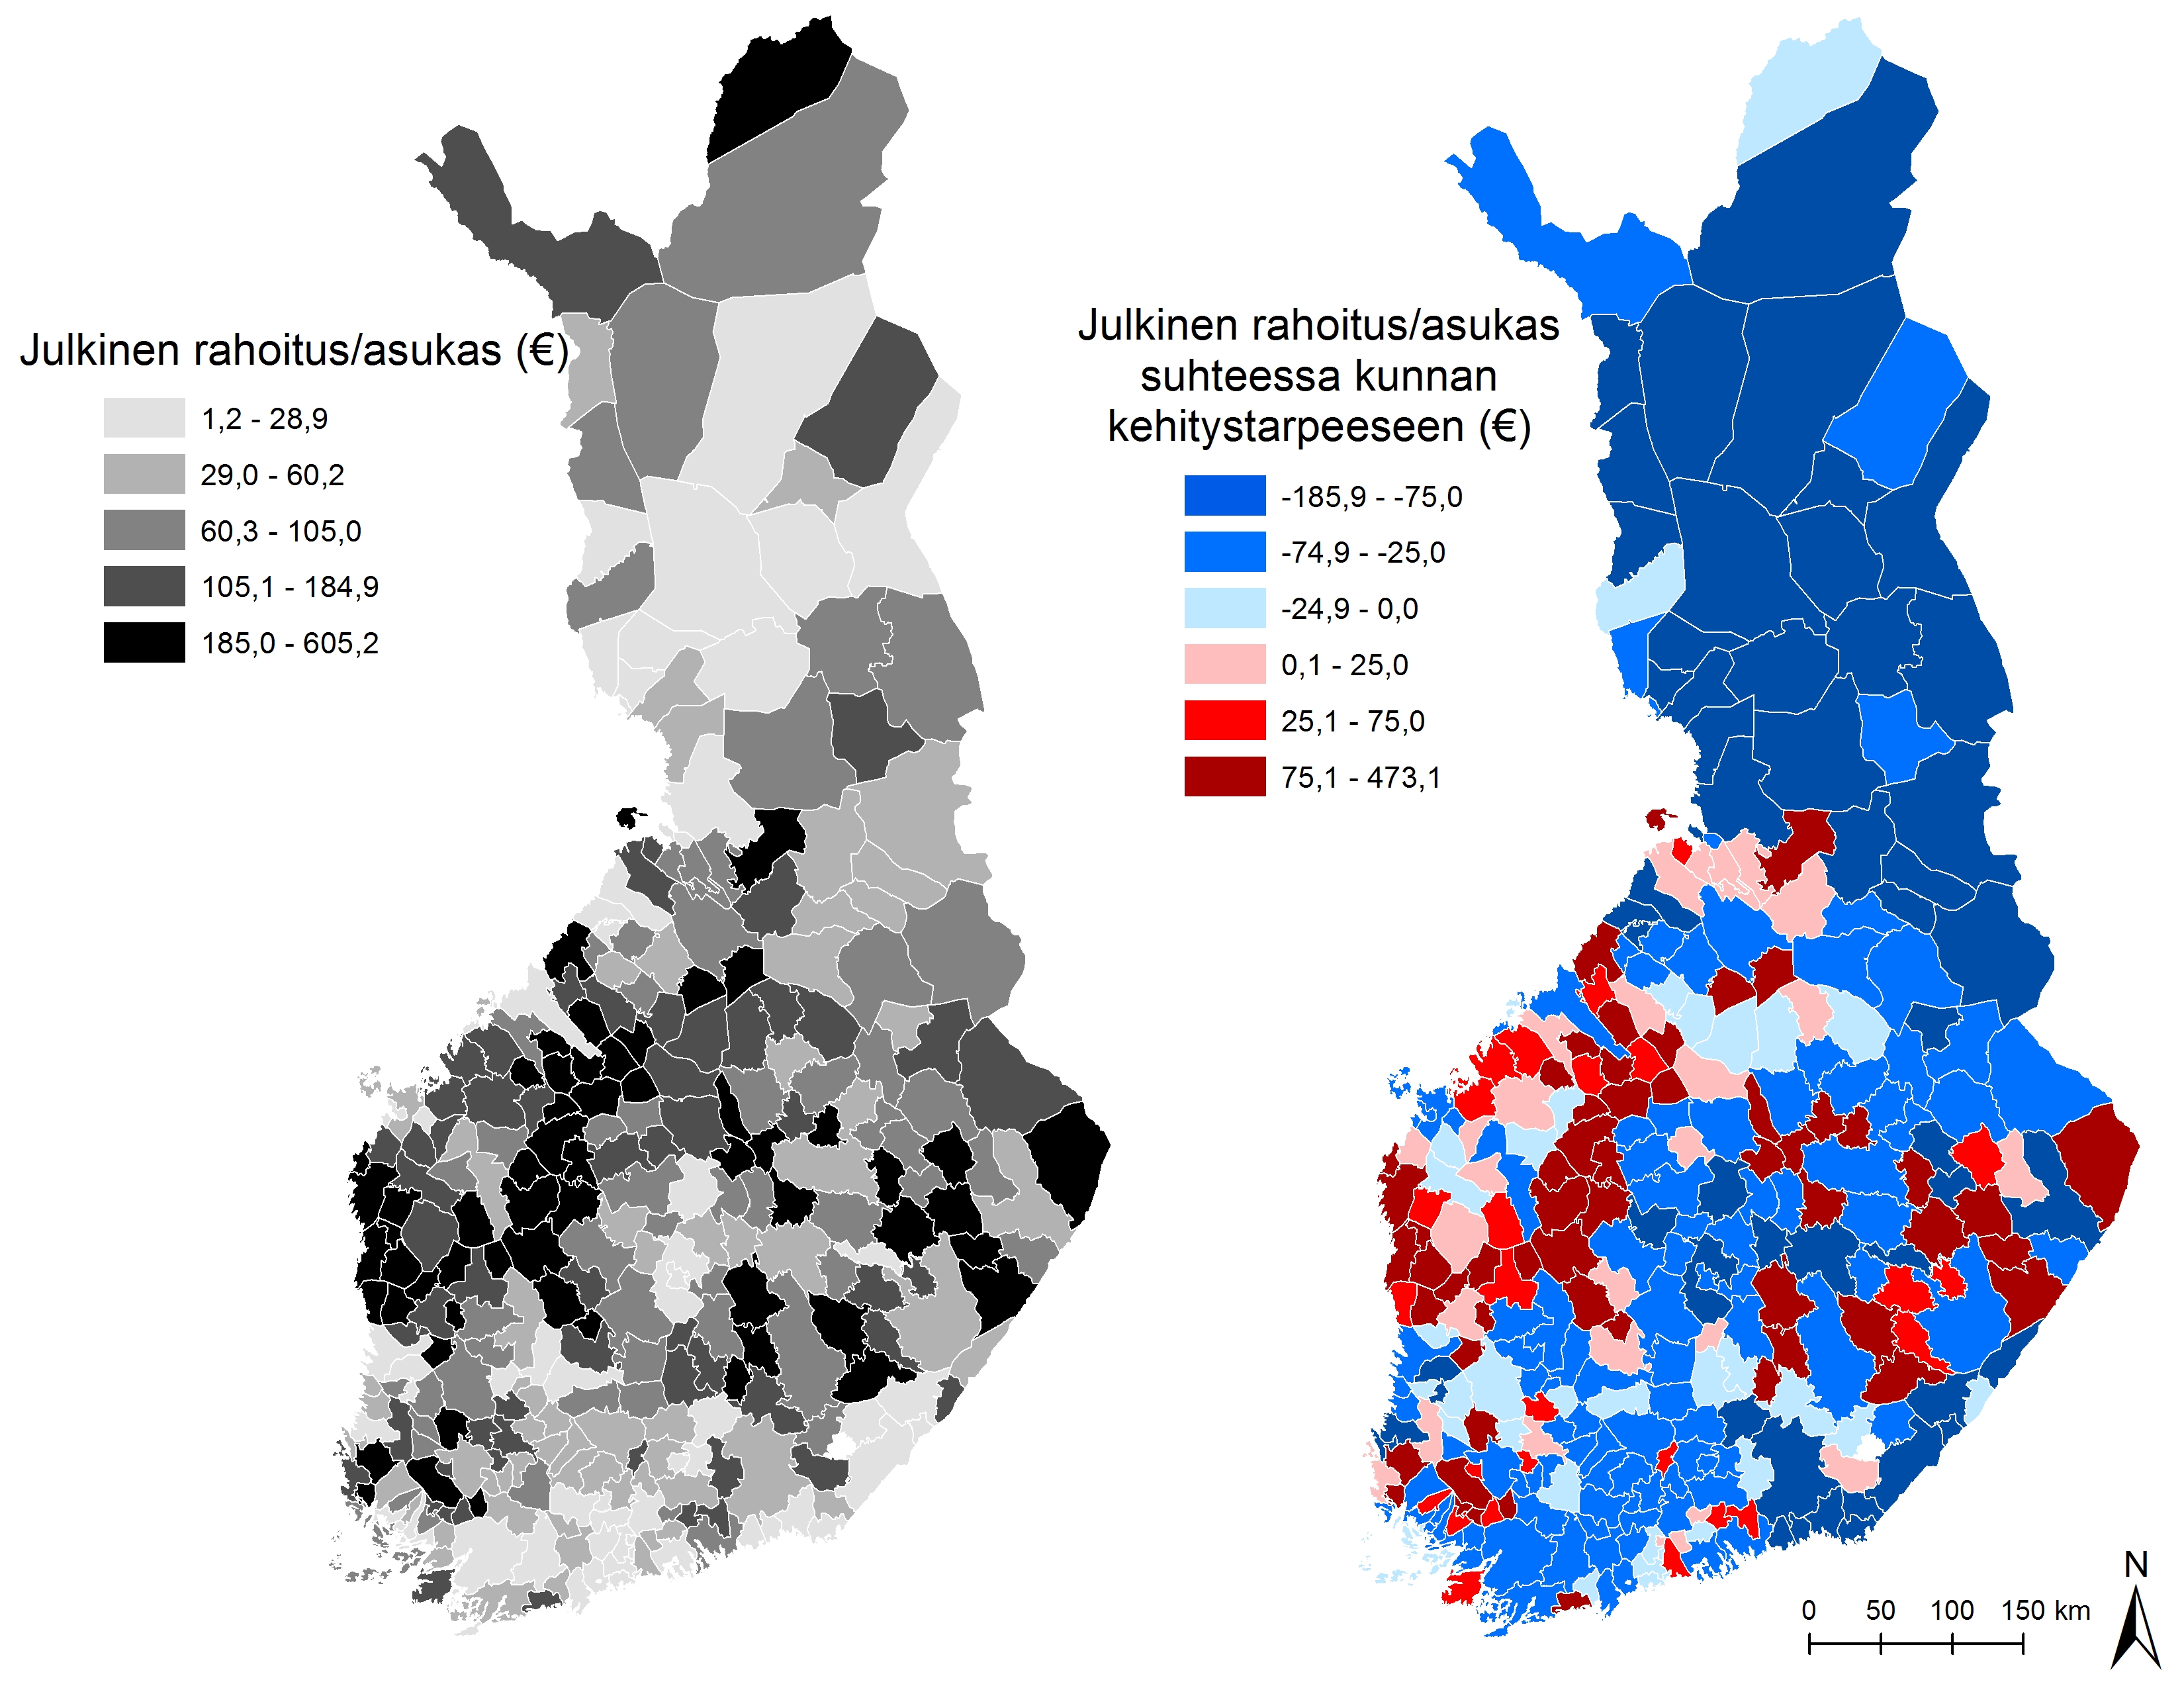 Julkinen rahoitus/asukas (€)
1,2 - 28,9
29,0 - 60,2
60,3 - 105,0
105,1 - 184,9
185,0 - 605,2
Julkinen rahoitus/asukas
suhteessa kunnan
kehitystarpeeseen (€)
-185,9 - -75,0
-74,9 - -25,0
-24,9 - 0,0
0,1 - 25,0
25,1 - 75,0
75,1 - 473,1
N
0 50 100 150 km